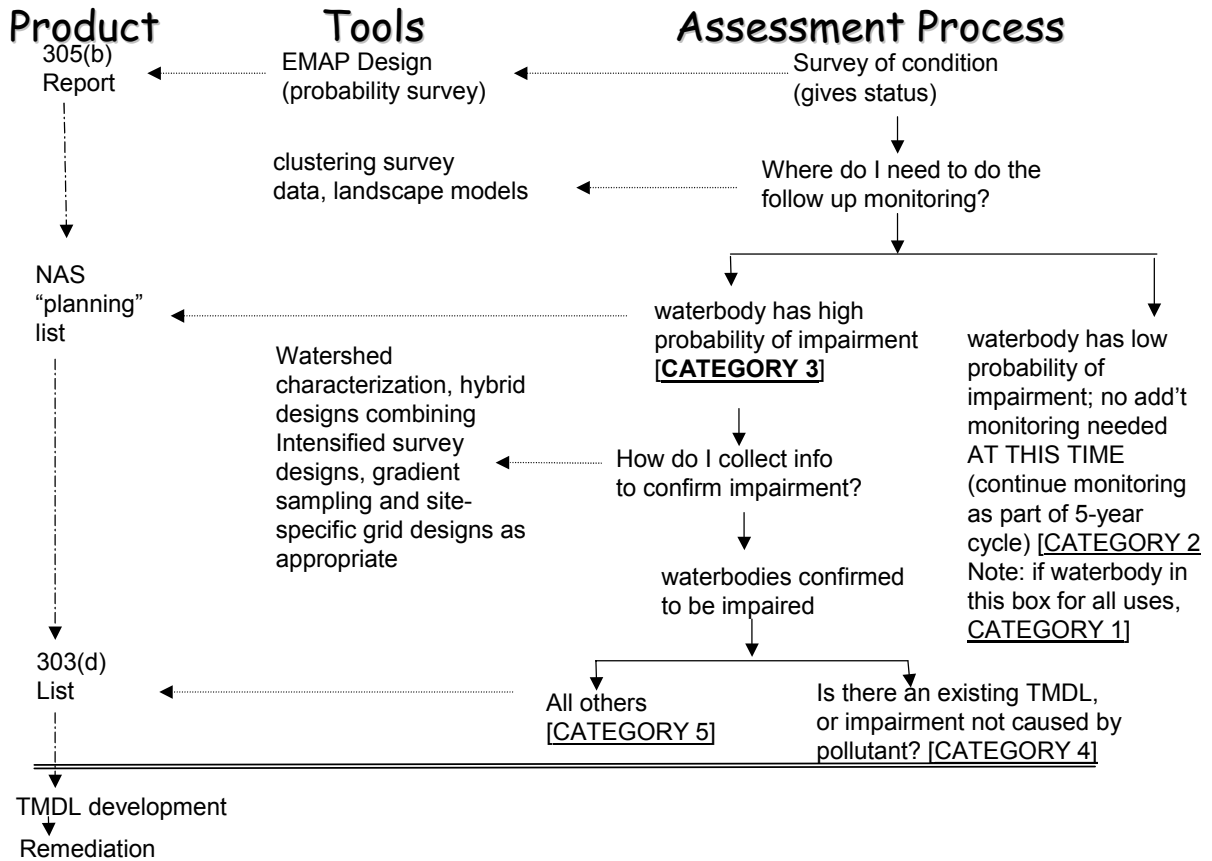 Product
Tools
Assessment Process
305(b)
Report
EMAP Design
(probability survey)
Survey of condition
(gives status)
clustering survey
data, landscape models
Where do I need to do the
follow up monitoring?
NAS
“planning”
list
waterbody has high
probability of impairment
[CATEGORY 3]
waterbody has low
probability of
impairment; no add’t
monitoring needed
AT THIS TIME
(continue monitoring
as part of 5-year
cycle) [CATEGORY 2
Note: if waterbody in
this box for all uses,
CATEGORY 1]
Watershed
characterization, hybrid
designs combining
Intensified survey
designs, gradient
sampling and site-
specific grid designs as
appropriate
How do I collect info
to confirm impairment?
waterbodies confirmed
to be impaired
303(d)
List
All others
[CATEGORY 5]
Is there an existing TMDL,
or impairment not caused by
pollutant? [CATEGORY 4]
TMDL development
Remediation